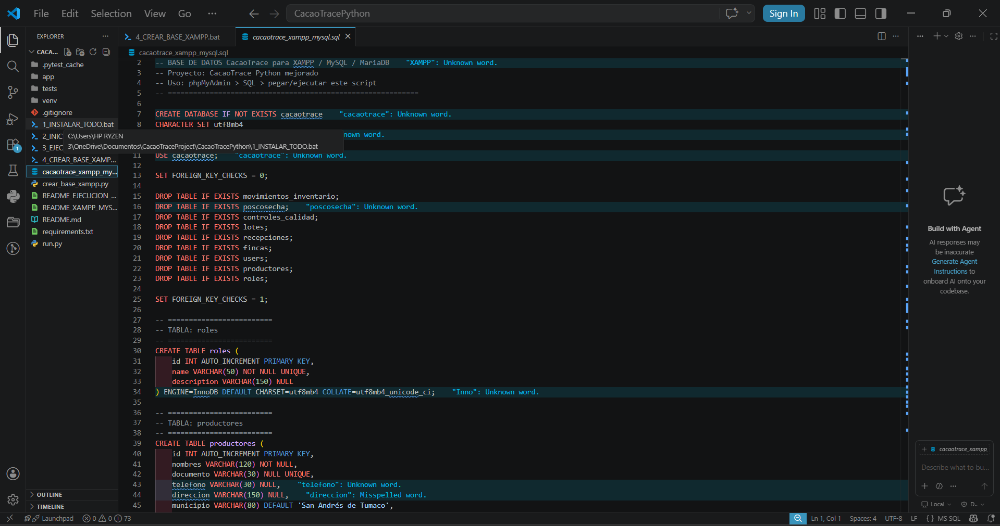 File Edit Selection View Go ··· CacaoTracePython Sign In
EXPLORER ···
CACA...
.pytest_cache
app
tests
venv
.gitignore
1_INSTALAR_TODO.bat
2_INIC
3_EJEC
4_CREAR_BASE_XAMP...
cacaotrace_xampp_my...
crear_base_xampp.py
README_EJECUCION_...
README_XAMPP_MYS...
README.md
requirements.txt
run.py
OUTLINE
TIMELINE
C:\Users\HP RYZEN
3\OneDrive\Documentos\CacaoTraceProject\CacaoTracePython\1_INSTALAR_TODO.bat
4_CREAR_BASE_XAMPP.bat cacaotrace_xampp_mysql.sql
cacaotrace_xampp_mysql.sql
2 -- BASE DE DATOS CacaoTrace para XAMPP / MySQL / MariaDB "XAMPP": Unknown word.
3 -- Proyecto: CacaoTrace Python mejorado
4 -- Uso: phpMyAdmin > SQL > pegar/ejecutar este script
5 -- ============================================================
6
7 CREATE DATABASE IF NOT EXISTS cacaotrace "cacaotrace": Unknown word.
8 CHARACTER SET utf8mb4
nown word.
11 USE cacaotrace; "cacaotrace": Unknown word.
12
13 SET FOREIGN_KEY_CHECKS = 0;
14
15 DROP TABLE IF EXISTS movimientos_inventario;
16 DROP TABLE IF EXISTS poscosecha; "poscosecha": Unknown word.
17 DROP TABLE IF EXISTS controles_calidad;
18 DROP TABLE IF EXISTS lotes;
19 DROP TABLE IF EXISTS recepciones;
20 DROP TABLE IF EXISTS fincas;
21 DROP TABLE IF EXISTS users;
22 DROP TABLE IF EXISTS productores;
23 DROP TABLE IF EXISTS roles;
24
25 SET FOREIGN_KEY_CHECKS = 1;
26
27 -- =========================
28 -- TABLA: roles
29 -- =========================
30 CREATE TABLE roles (
31 id INT AUTO_INCREMENT PRIMARY KEY,
32 name VARCHAR(50) NOT NULL UNIQUE,
33 description VARCHAR(150) NULL
34 ) ENGINE=InnoDB DEFAULT CHARSET=utf8mb4 COLLATE=utf8mb4_unicode_ci; "Inno": Unknown word.
35
36 -- =========================
37 -- TABLA: productores
38 -- =========================
39 CREATE TABLE productores (
40 id INT AUTO_INCREMENT PRIMARY KEY,
41 nombres VARCHAR(120) NOT NULL,
42 documento VARCHAR(30) NULL UNIQUE,
43 telefono VARCHAR(30) NULL, "telefono": Unknown word.
44 direccion VARCHAR(150) NULL, "direccion": Misspelled word.
45 municipio VARCHAR(80) DEFAULT 'San Andrés de Tumaco',
Build with Agent
AI responses may
be inaccurate
Generate Agent
Instructions to
onboard AI onto your
codebase.
cacaotrace_xampp_
Describe what to bu...
Local D..
1
Launchpad 0 0 73 Ln 1, Col 1 Spaces: 4 UTF-8 LF { } MS SQL